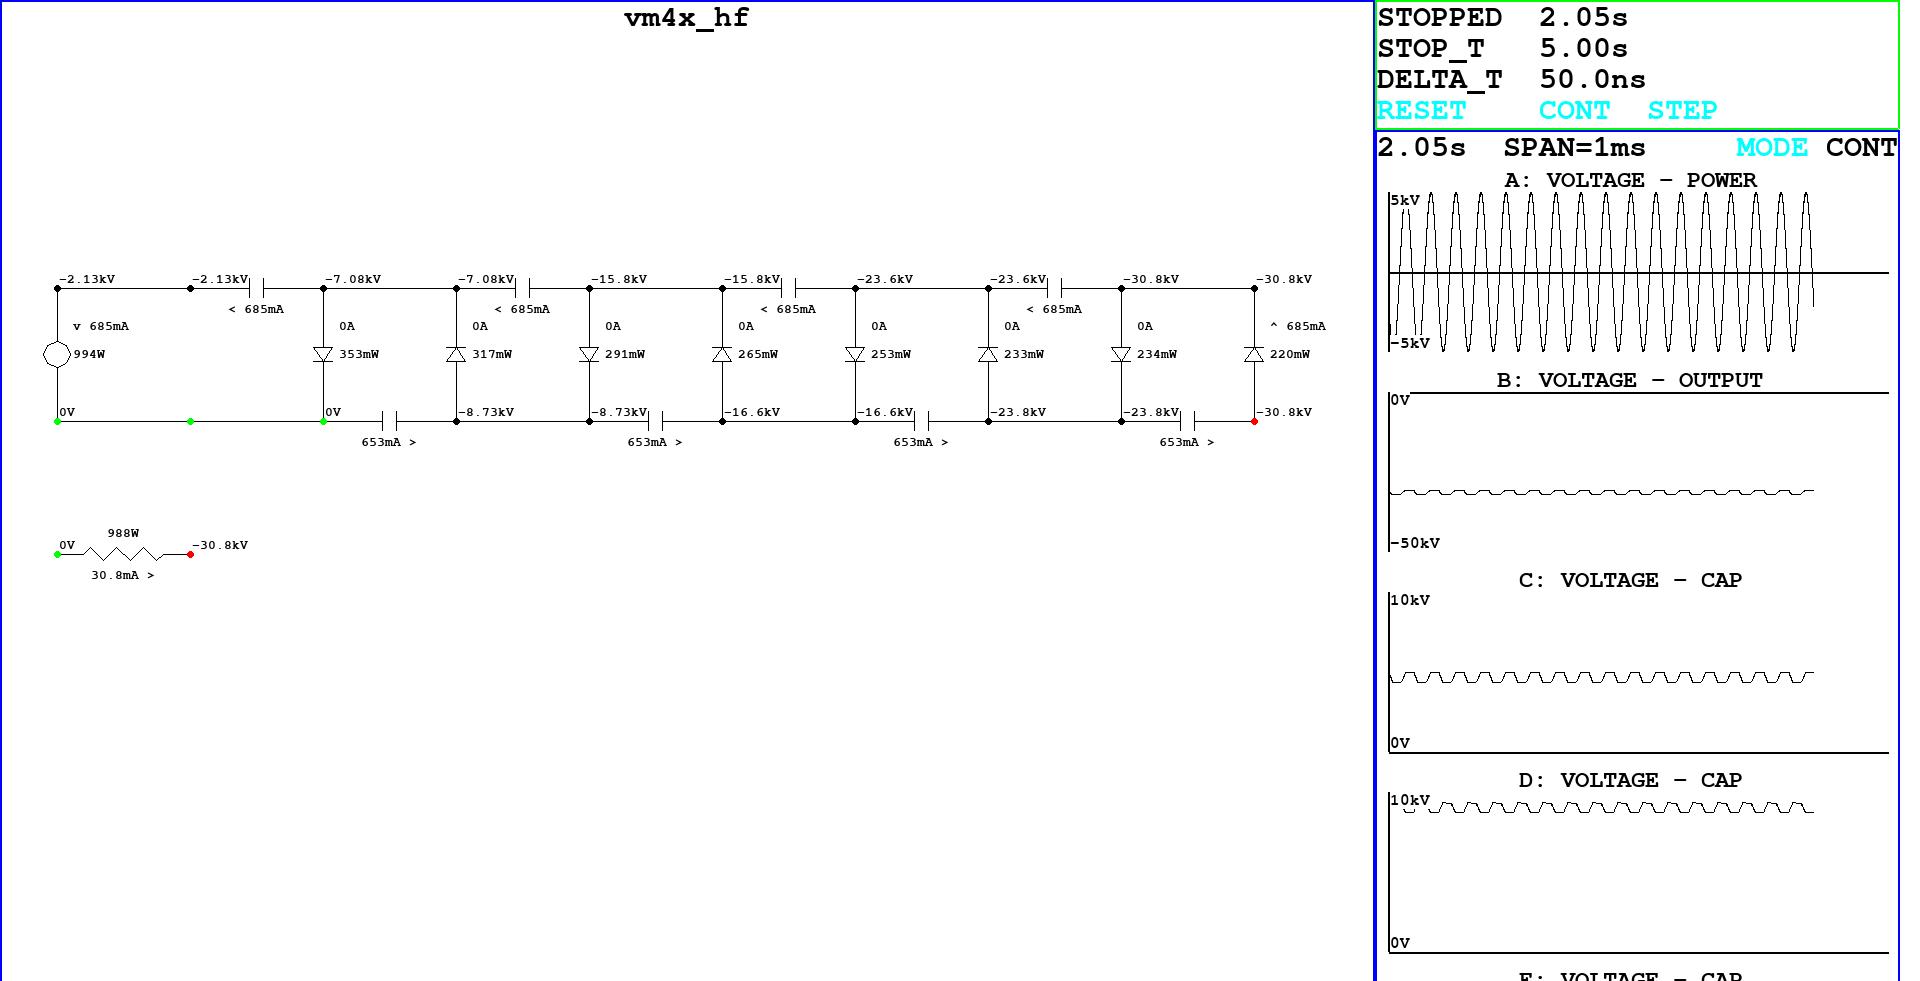 vm4x_hf
-2.13kV -2.13kV -7.08kV -7.08kV -15.8kV -15.8kV -23.6kV -23.6kV -30.8kV -30.8kV
< 685mA < 685mA < 685mA < 685mA
v 685mA 0A 0A 0A 0A 0A 0A 0A ^ 685mA
994W 353mW 317mW 291mW 265mW 253mW 233mW 234mW 220mW
0V 0V -8.73kV -8.73kV -16.6kV -16.6kV -23.8kV -23.8kV -30.8kV
653mA > 653mA > 653mA > 653mA >
988W
0V -30.8kV
30.8mA >
STOPPED 2.05s
STOP_T 5.00s
DELTA_T 50.0ns
RESET CONT STEP
2.05s SPAN=1ms MODE CONT
A: VOLTAGE - POWER
5kV
-5kV
B: VOLTAGE - OUTPUT
0V
-50kV
C: VOLTAGE - CAP
10kV
0V
D: VOLTAGE - CAP
10kV
0V
E: VOLTAGE - CAP